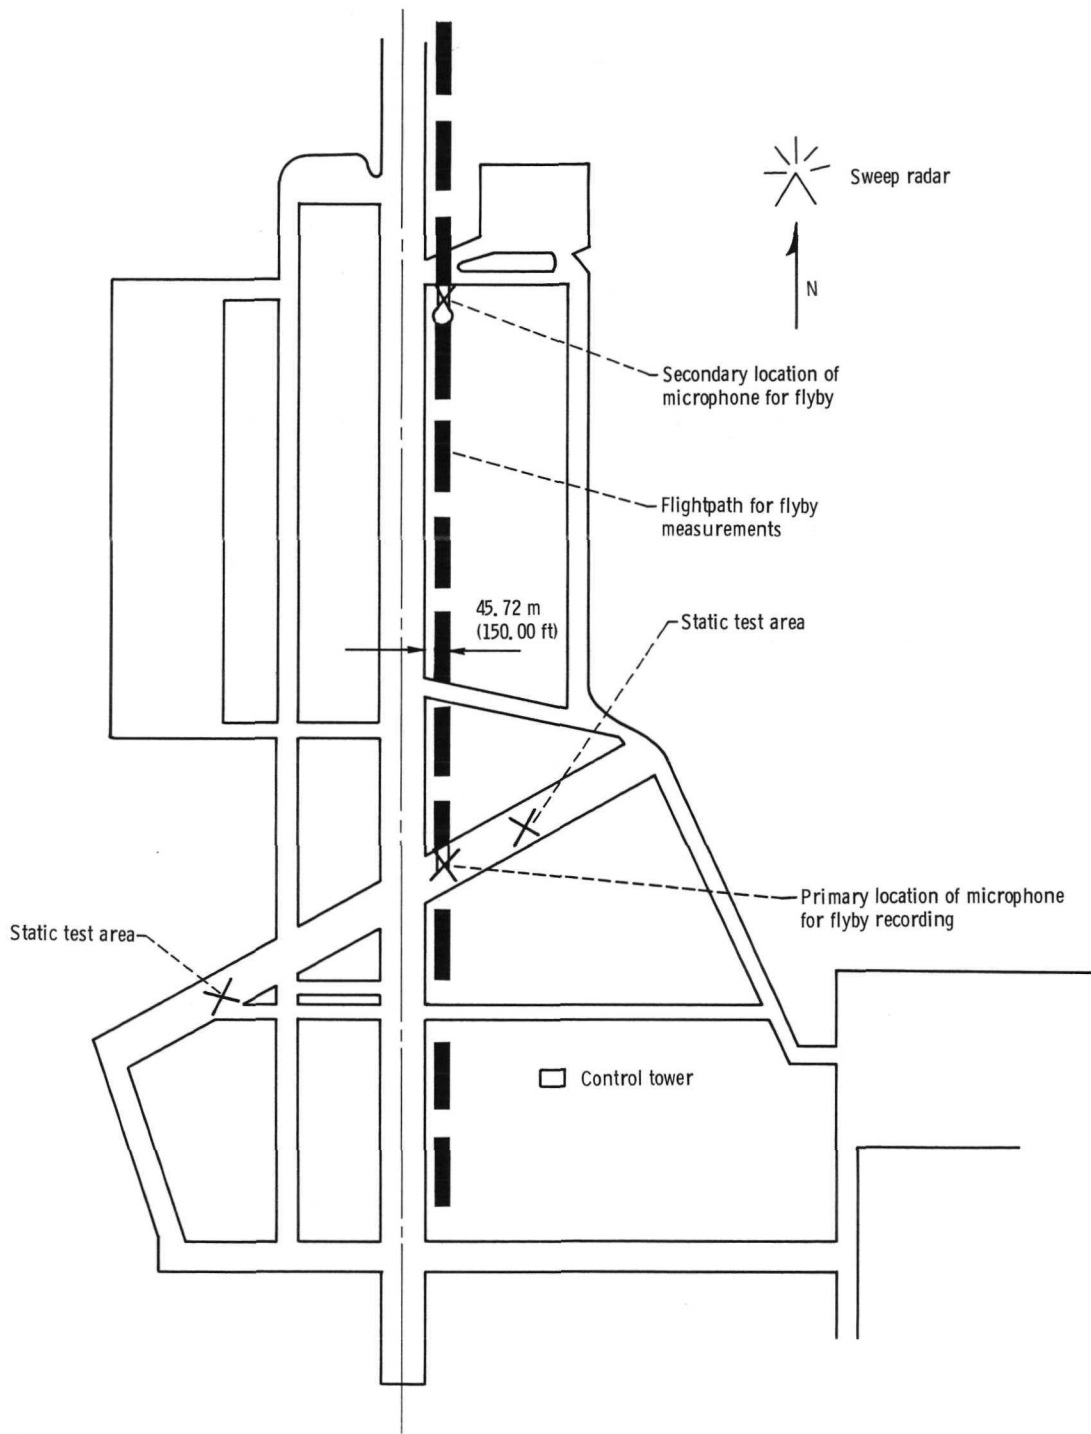 Sweep radar
N
Secondary location of
microphone for flyby
Flightpath for flyby
measurements
45.72 m
(150.00 ft)
Static test area
Primary location of microphone
for flyby recording
Static test area
Control tower